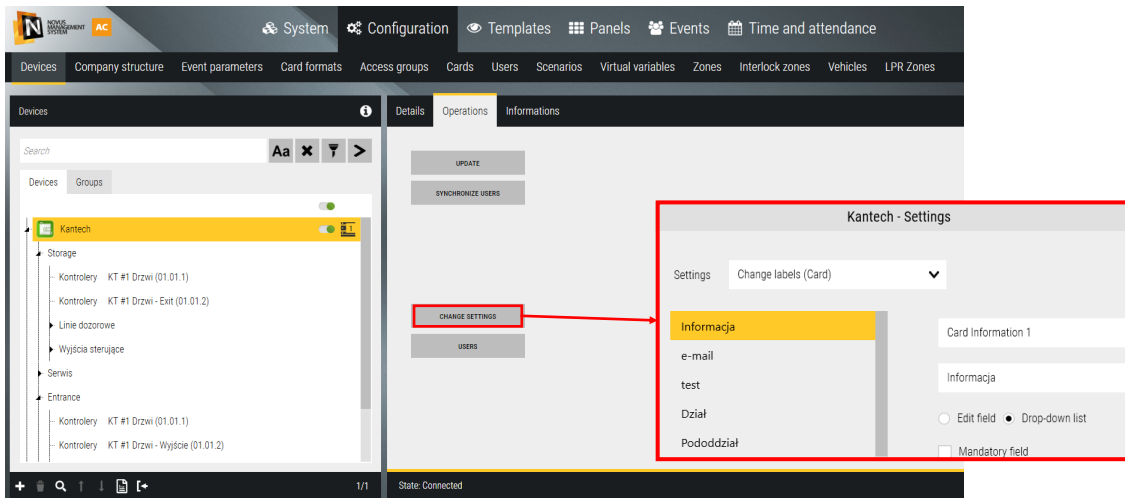 NOVUS
MANAGEMENT
SYSTEM
AC
System
Configuration
Templates
Panels
Events
Time and attendance
Devices
Company structure
Event parameters
Card formats
Access groups
Cards
Users
Scenarios
Virtual variables
Zones
Interlock zones
Vehicles
LPR Zones
Devices
Details
Operations
Informations
Search
Aa
Devices
Groups
Kantech
1
Storage
Kontrolery KT #1 Drzwi (01.01.1)
Kontrolery KT #1 Drzwi - Exit (01.01.2)
Linie dozorowe
Wyjścia sterujące
Serwis
Entrance
Kontrolery KT #1 Drzwi (01.01.1)
Kontrolery KT #1 Drzwi - Wyjście (01.01.2)
1/1
UPDATE
SYNCHRONIZE USERS
CHANGE SETTINGS
USERS
State: Connected
Kantech - Settings
Settings
Change labels (Card)
Informacja
e-mail
test
Dział
Pododdział
Card Information 1
Informacja
Edit field
Drop-down list
Mandatory field